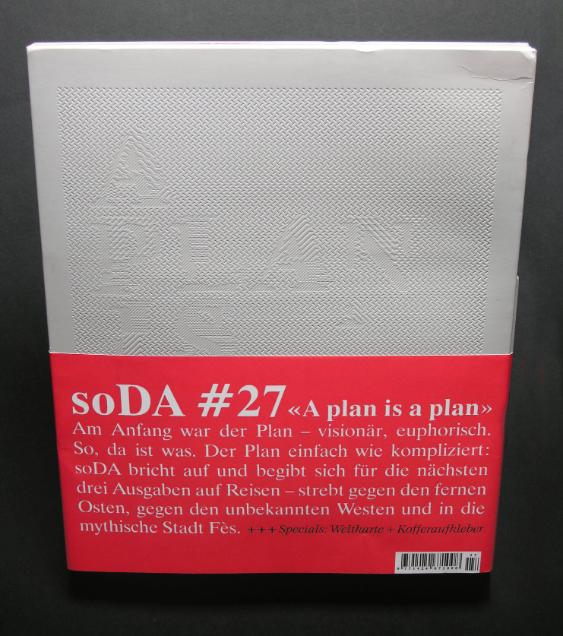 A
PLAN
IS
soDA #27 «A plan is a plan»
Am Anfang war der Plan – visionär, euphorisch.
So, da ist was. Der Plan einfach wie kompliziert:
soDA bricht auf und begibt sich für die nächsten
drei Ausgaben auf Reisen – strebt gegen den fernen
Osten, gegen den unbekannten Westen und in die
mythische Stadt Fès. +++ Specials: Weltkarte + Kofferaufkleber